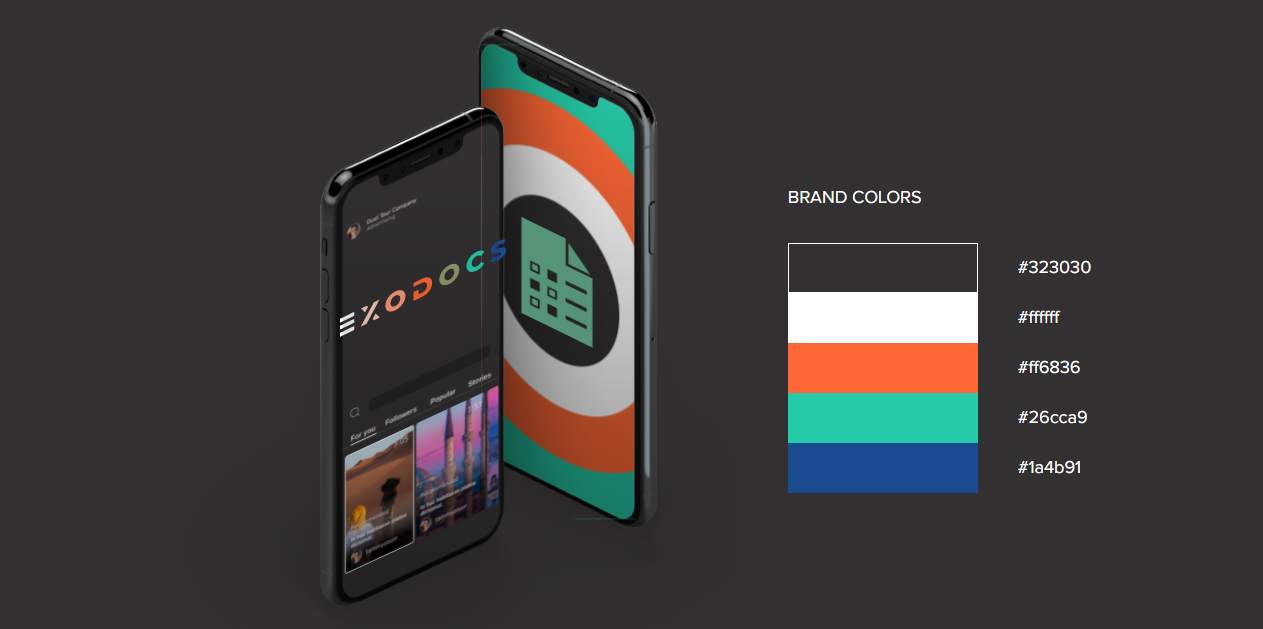 Dust Tour Company
Advertising
EXODOCS
For you
Followers
Popular
Stories
BRAND COLORS
#323030
#ffffff
#ff6836
#26cca9
#1a4b91